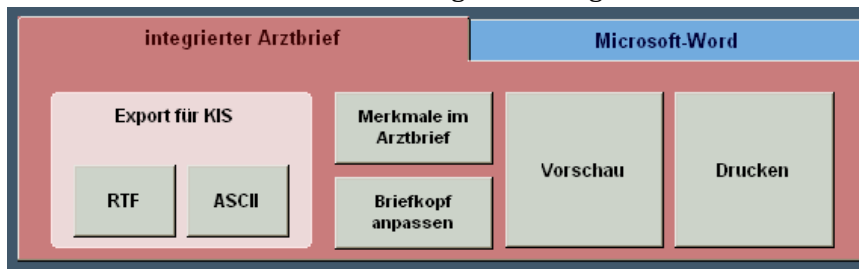 integrierter Arztbrief
Microsoft-Word
Export für KIS
RTF
ASCII
Merkmale im
Arztbrief
Briefkopf
anpassen
Vorschau
Drucken